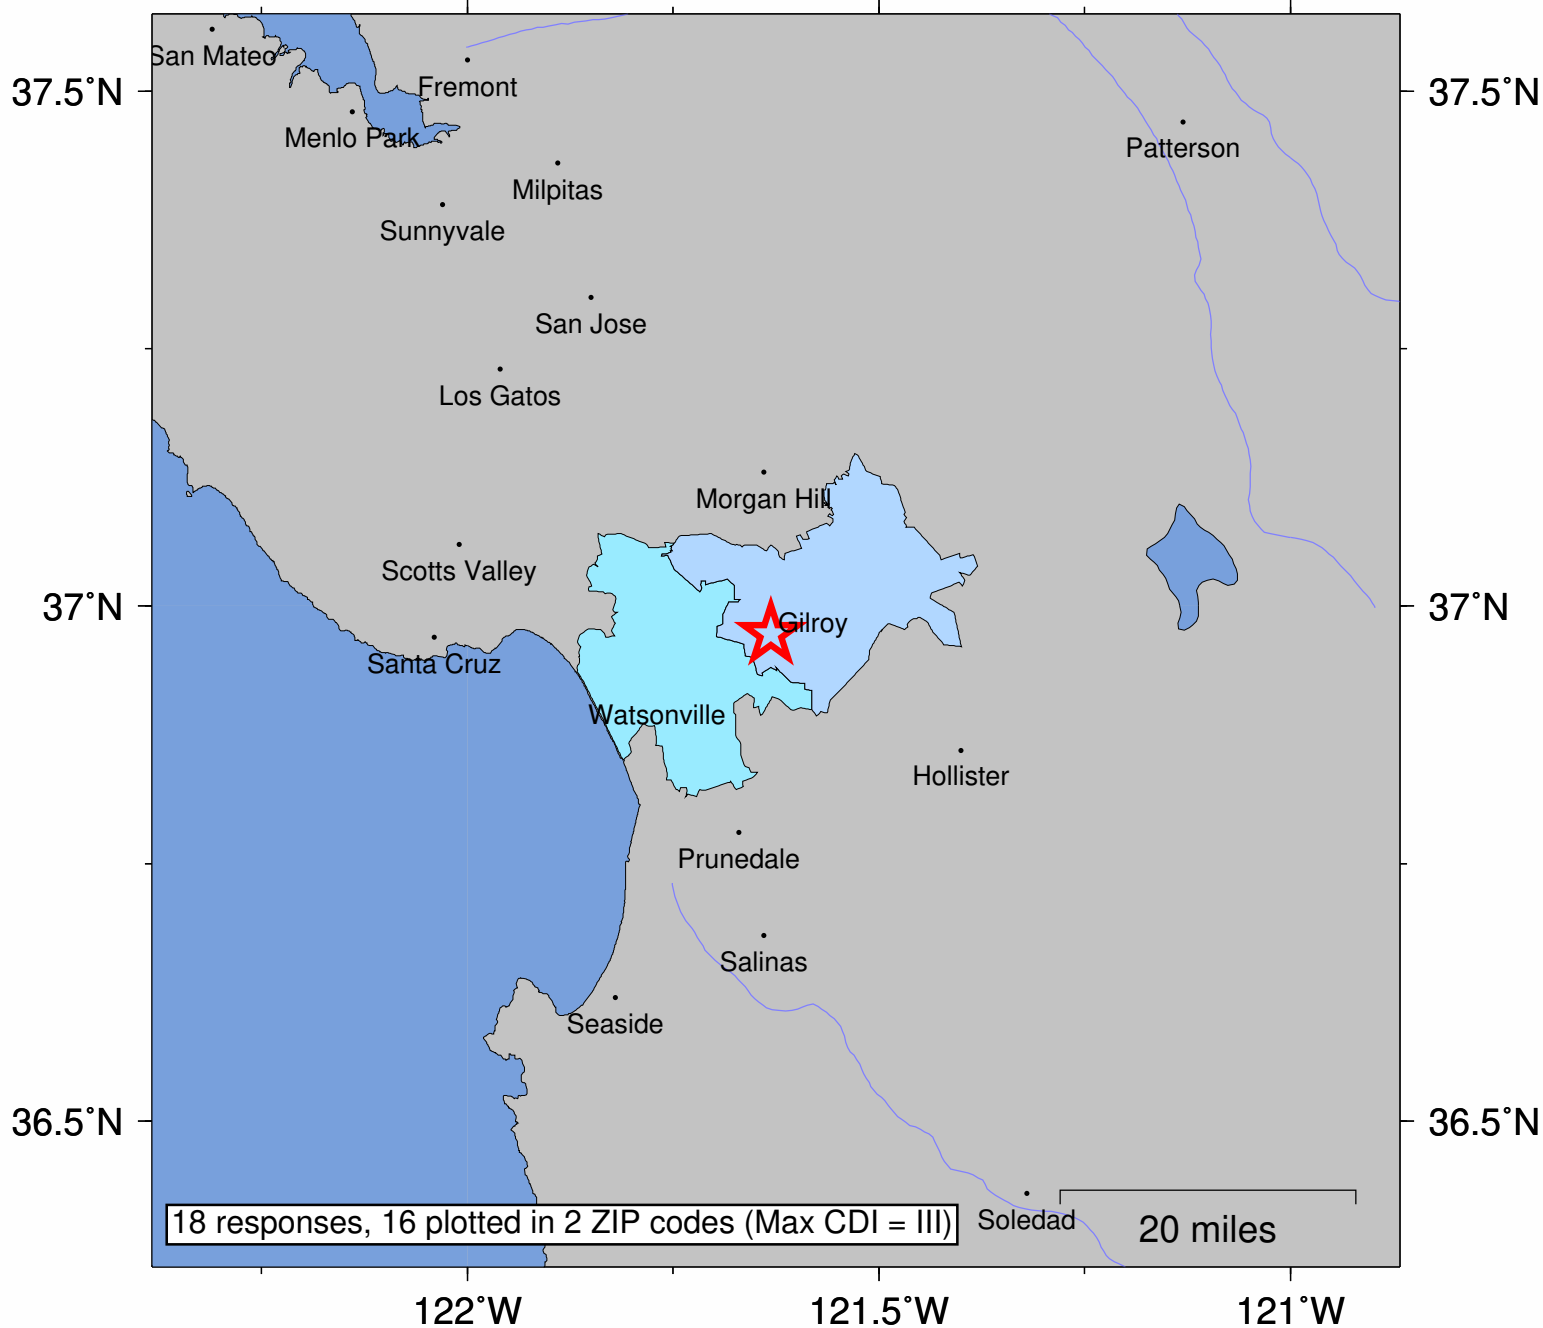 San Mateo
Fremont
37.5°N
37.5°N
Menlo Park
Patterson
Milpitas
Sunnyvale
San Jose
Los Gatos
Morgan Hill
Scotts Valley
37°N
37°N
Gilroy
Santa Cruz
Watsonville
Hollister
Prunedale
Salinas
Seaside
36.5°N
36.5°N
18 responses, 16 plotted in 2 ZIP codes (Max CDI = III)
Soledad
20 miles
122°W
121.5°W
121°W